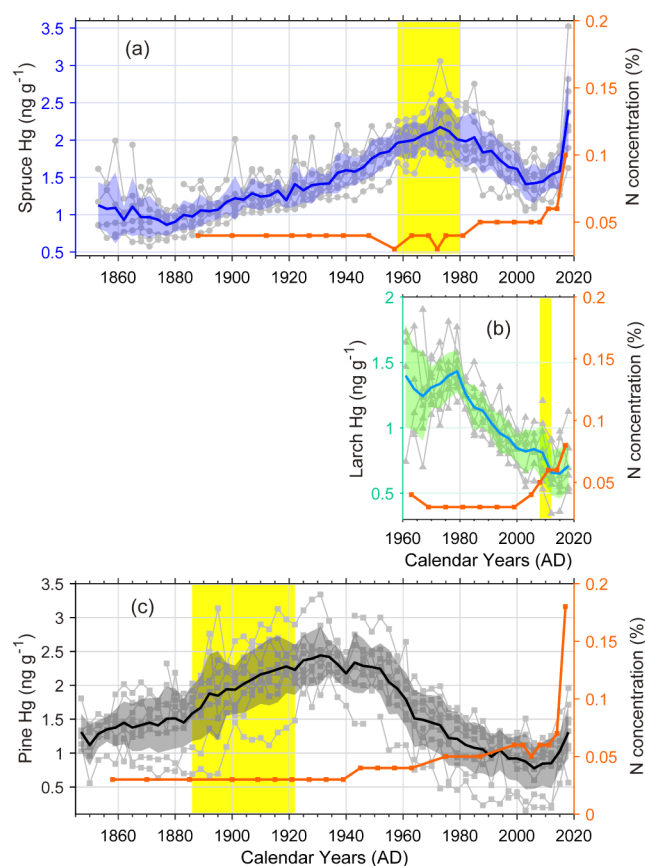 (a)
Spruce Hg (ng g-1)
3.5
3
2.5
2
1.5
1
0.5
N concentration (%)
0.2
0.15
0.1
0.05
1860 1880 1900 1920 1940 1960 1980 2000 2020
(b)
Larch Hg (ng g-1)
2
1.5
1
0.5
N concentration (%)
0.2
0.15
0.1
0.05
0
1960 1980 2000 2020
Calendar Years (AD)
(c)
Pine Hg (ng g-1)
3.5
3
2.5
2
1.5
1
0.5
N concentration (%)
0.2
0.15
0.1
0.05
0
1860 1880 1900 1920 1940 1960 1980 2000 2020
Calendar Years (AD)